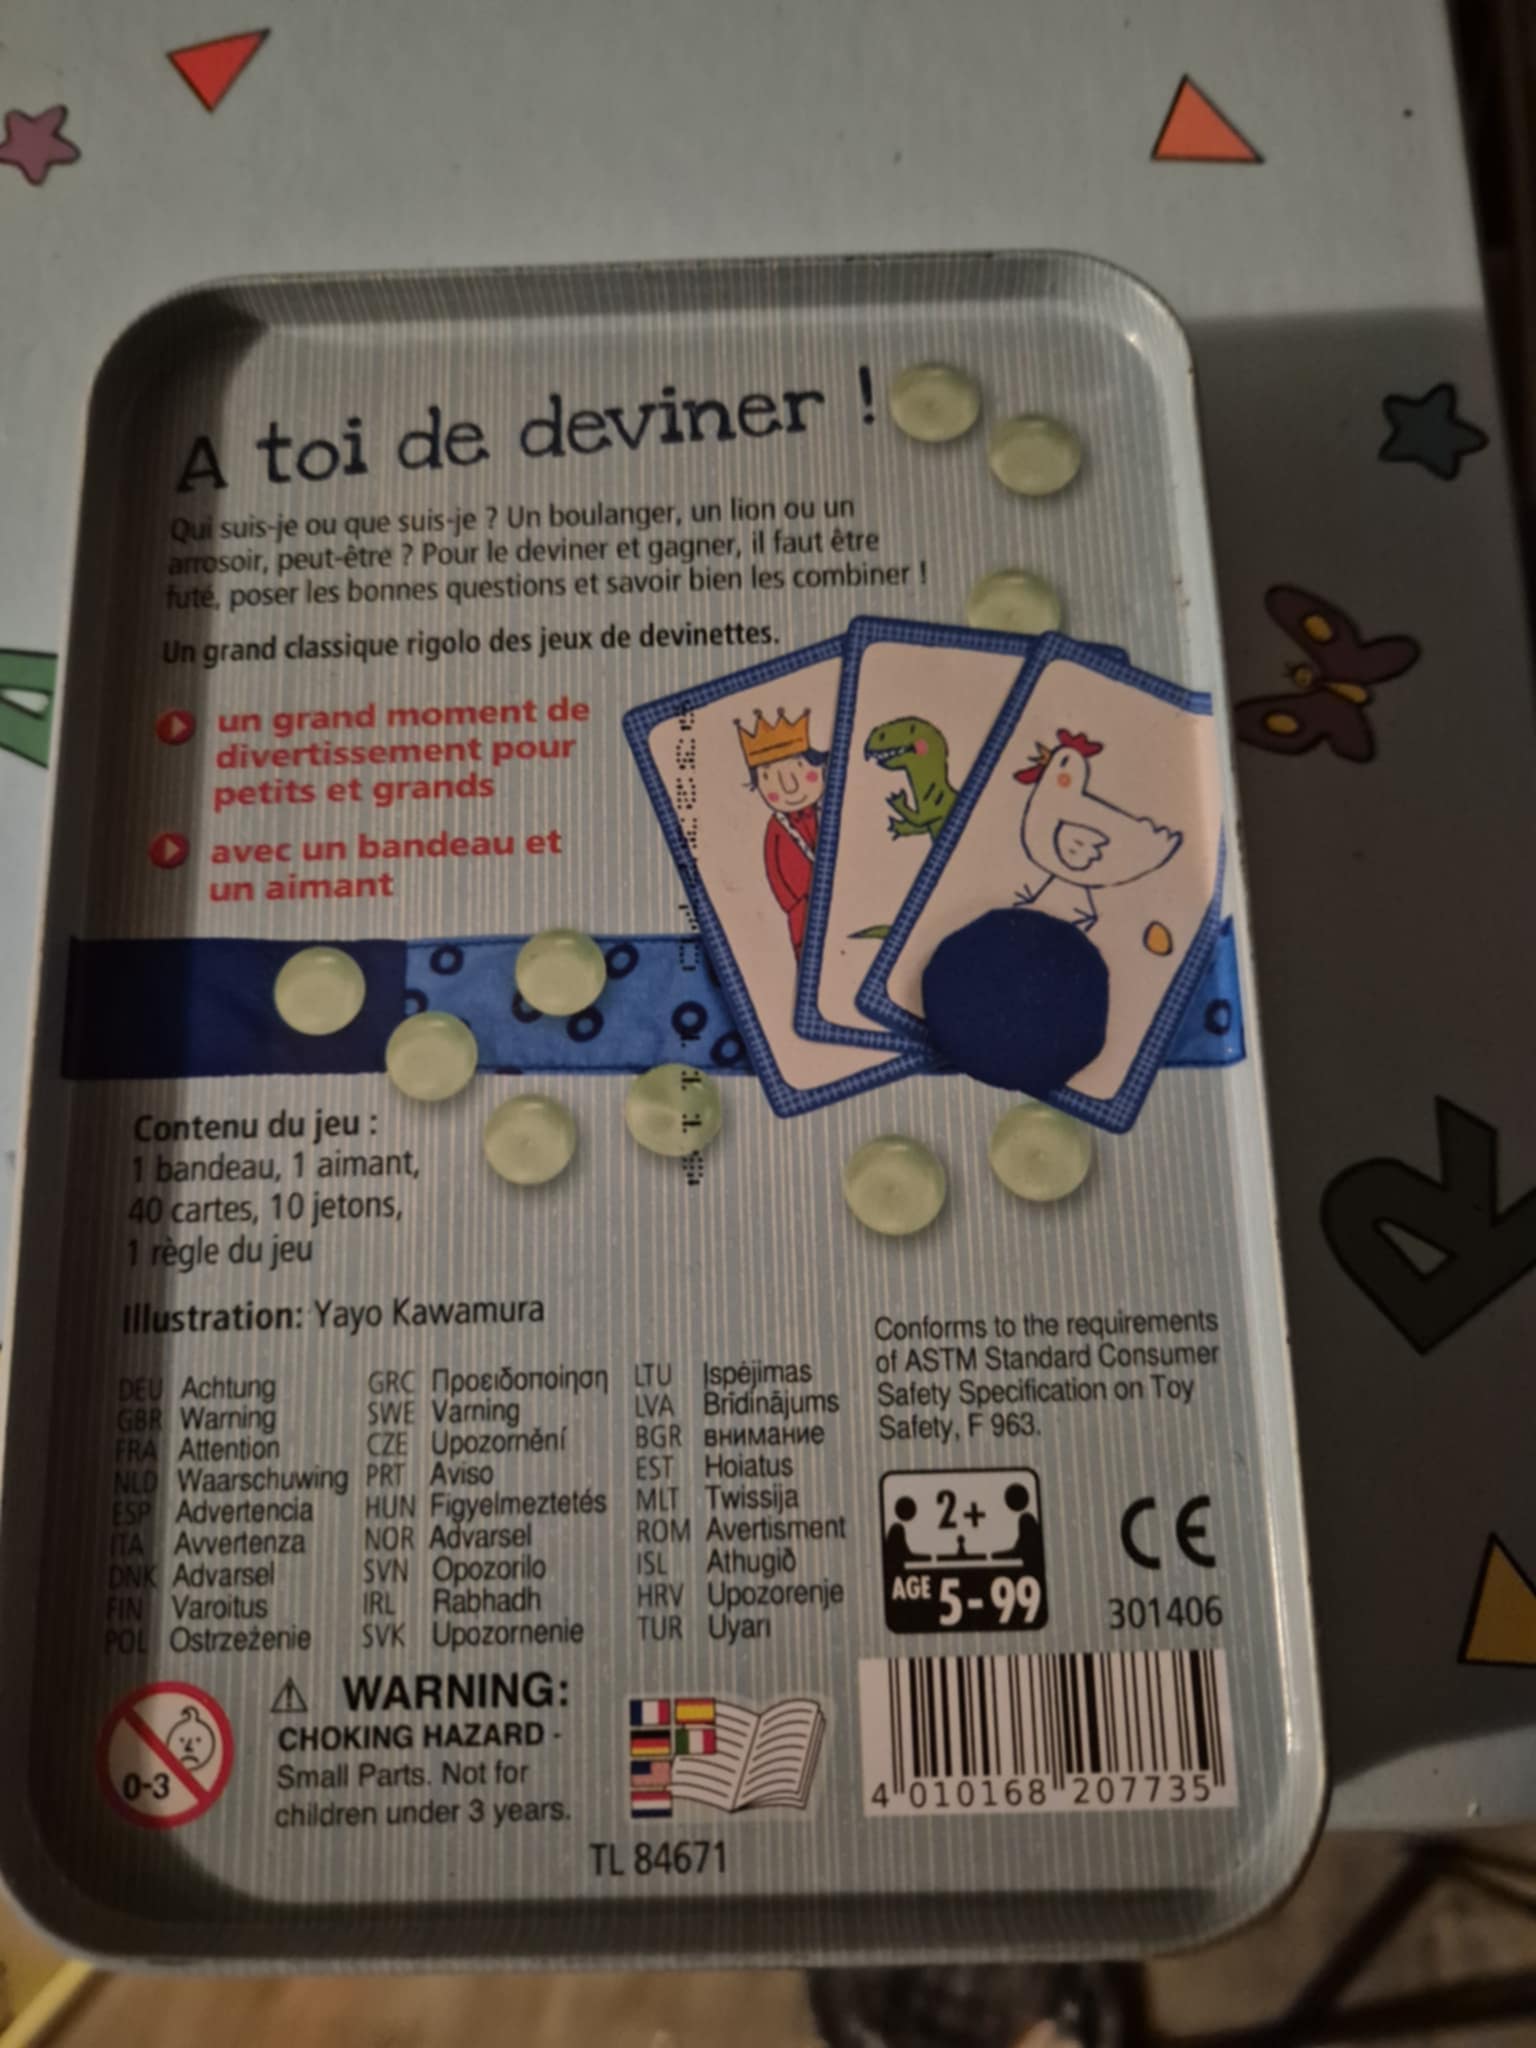 A toi de deviner !
Qui suis-je ou que suis-je ? Un boulanger, un lion ou un
arrosoir, peut-être ? Pour le deviner et gagner, il faut être
futé, poser les bonnes questions et savoir bien les combiner !
Un grand classique rigolo des jeux de devinettes.
un grand moment de
divertissement pour
petits et grands
avec un bandeau et
un aimant
Contenu du jeu :
1 bandeau, 1 aimant,
40 cartes, 10 jetons,
1 règle du jeu
Illustration: Yayo Kawamura
DEU Achtung
GBR Warning
FRA Attention
NLD Waarschuwing
ESP Advertencia
ITA Avvertenza
DNK Advarsel
FIN Varoitus
POL Ostrzeżenie
GRC Προειδοποίηση
SWE Varning
CZE Upozornění
PRT Aviso
HUN Figyelmeztetés
NOR Advarsel
SVN Opozorilo
IRL Rabhadh
SVK Upozornenie
LTU Ispėjimas
LVA Brīdinājums
BGR внимание
EST Hoiatus
MLT Twissija
ROM Avertisment
ISL Athugið
HRV Upozorenje
TUR Uyarı
Conforms to the requirements
of ASTM Standard Consumer
Safety Specification on Toy
Safety, F 963.
2+
AGE 5-99
CE
301406
0-3
⚠ WARNING:
CHOKING HAZARD -
Small Parts. Not for
children under 3 years.
4 010168 207735
TL 84671
R